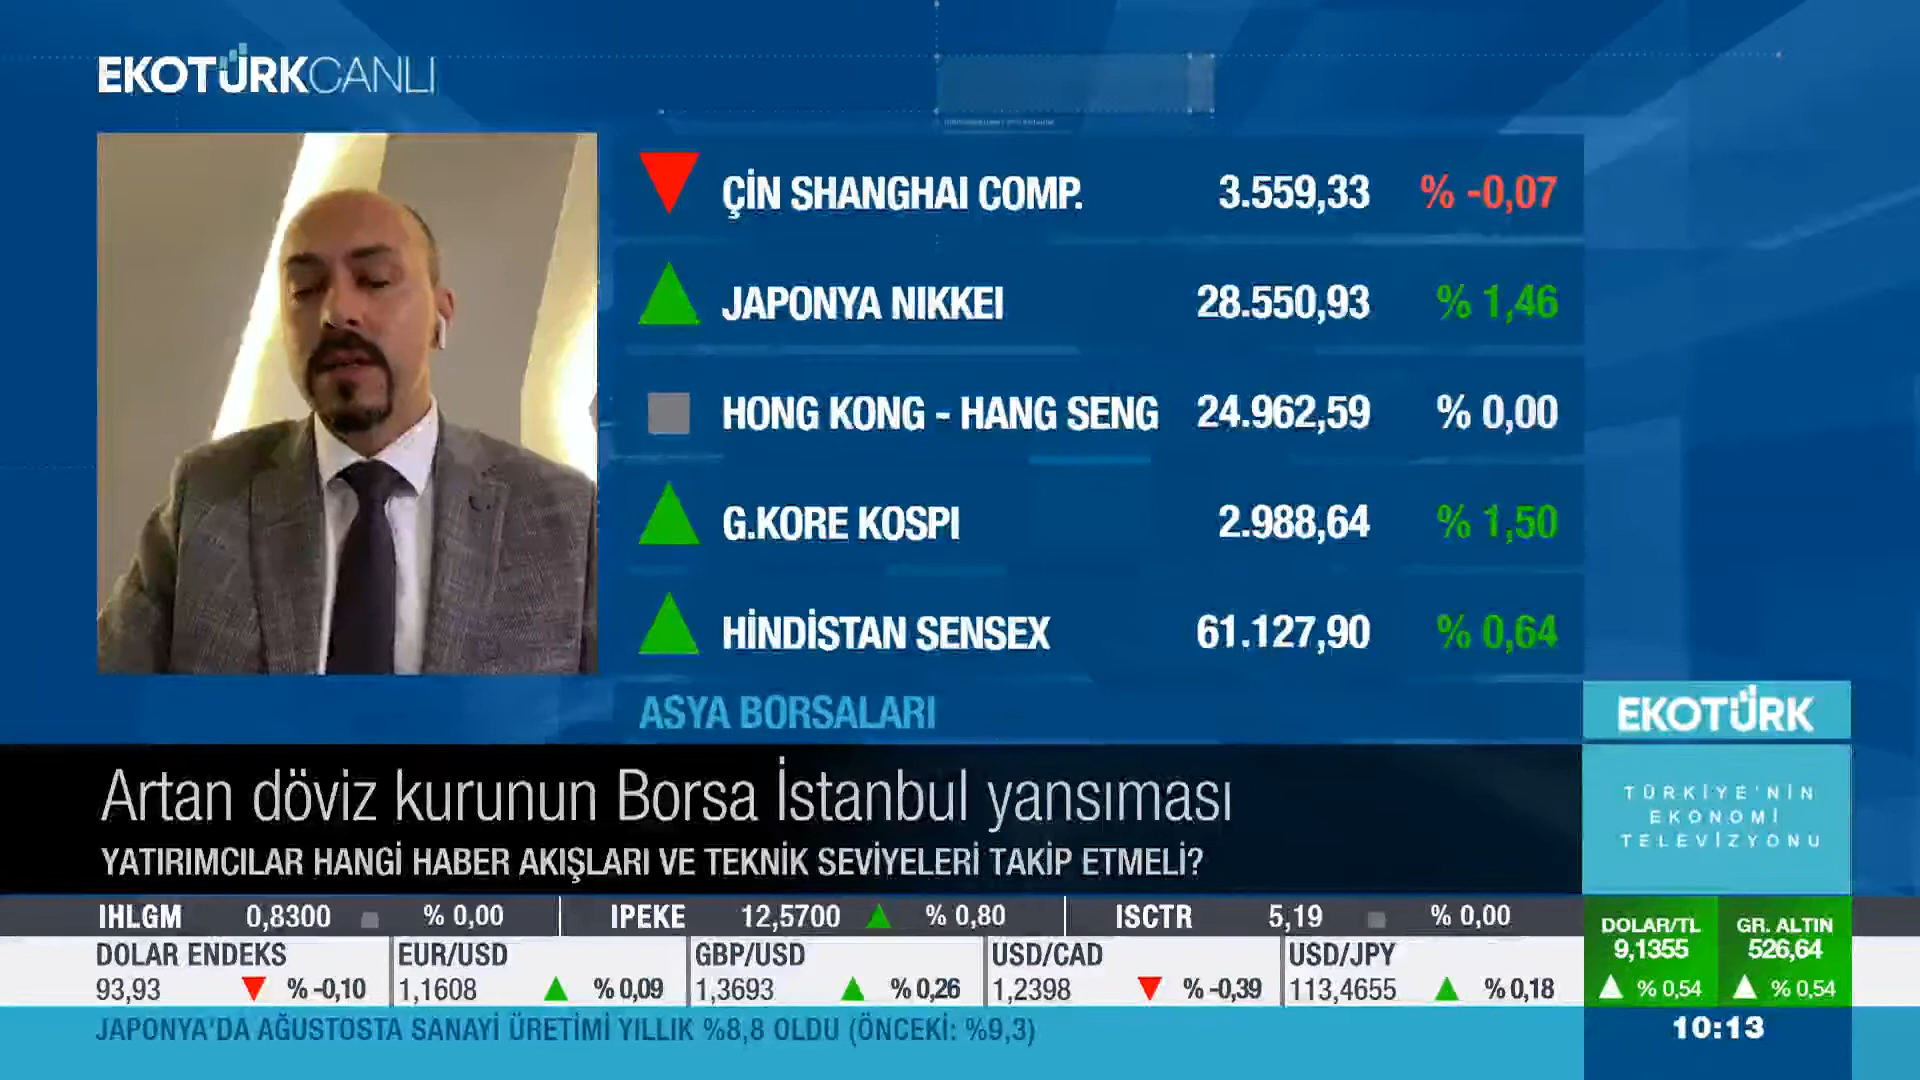 EKOTÜRKCANLI
ÇİN SHANGHAI COMP. 3.559,33 % -0,07
JAPONYA NIKKEI 28.550,93 % 1,46
HONG KONG - HANG SENG 24.962,59 % 0,00
G.KORE KOSPI 2.988,64 % 1,50
HİNDİSTAN SENSEX 61.127,90 % 0,64
ASYA BORSALARI
EKOTÜRK
TÜRKİYE'NİN
EKONOMİ
TELEVİZYONU
Artan döviz kurunun Borsa İstanbul yansıması
YATIRIMCILAR HANGİ HABER AKIŞLARI VE TEKNİK SEVİYELERİ TAKİP ETMELİ?
IHLGM 0,8300 % 0,00 IPEKE 12,5700 % 0,80 ISCTR 5,19 % 0,00
DOLAR ENDEKS EUR/USD GBP/USD USD/CAD USD/JPY
93,93 % -0,10 1,1608 % 0,09 1,3693 % 0,26 1,2398 % -0,39 113,4655 % 0,18
DOLAR/TL GR. ALTIN
9,1355 526,64
% 0,54 % 0,54
JAPONYA'DA AĞUSTOSTA SANAYİ ÜRETİMİ YILLIK %8,8 OLDU (ÖNCEKİ: %9,3)
10:13